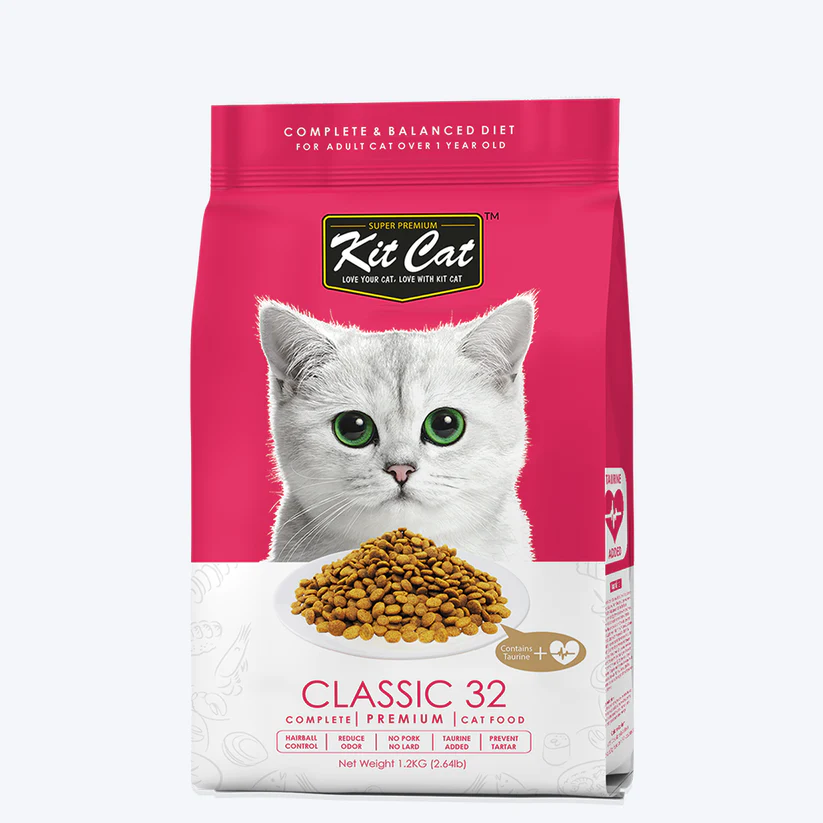 COMPLETE & BALANCED DIET
FOR ADULT CAT OVER 1 YEAR OLD
SUPER PREMIUM
Kit Cat
TM
LOVE YOUR CAT, LOVE WITH KIT CAT
TAURINE
ADDED
Contains
Taurine +
CLASSIC 32
COMPLETE | PREMIUM | CAT FOOD
HAIRBALL CONTROL | REDUCE ODOR | NO PORK NO LARD | TAURINE ADDED | PREVENT TARTAR
Net Weight 1.2KG (2.64lb)